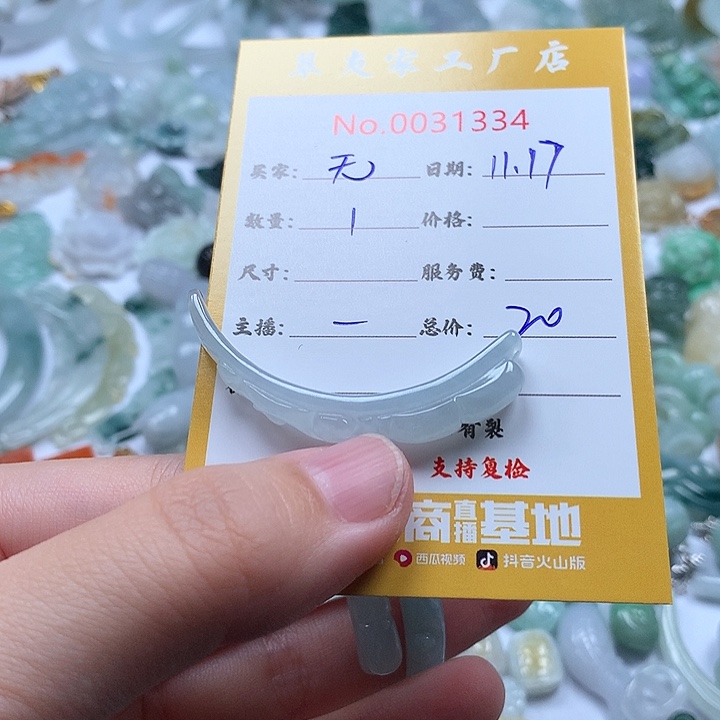 家工厂店
No.0031334
买家: 无 日期: 11.17
数量: 1 价格:
尺寸: 服务费:
主播: 一 总价: 20
有裂
支持复检
商直播基地
西瓜视频 抖音火山版